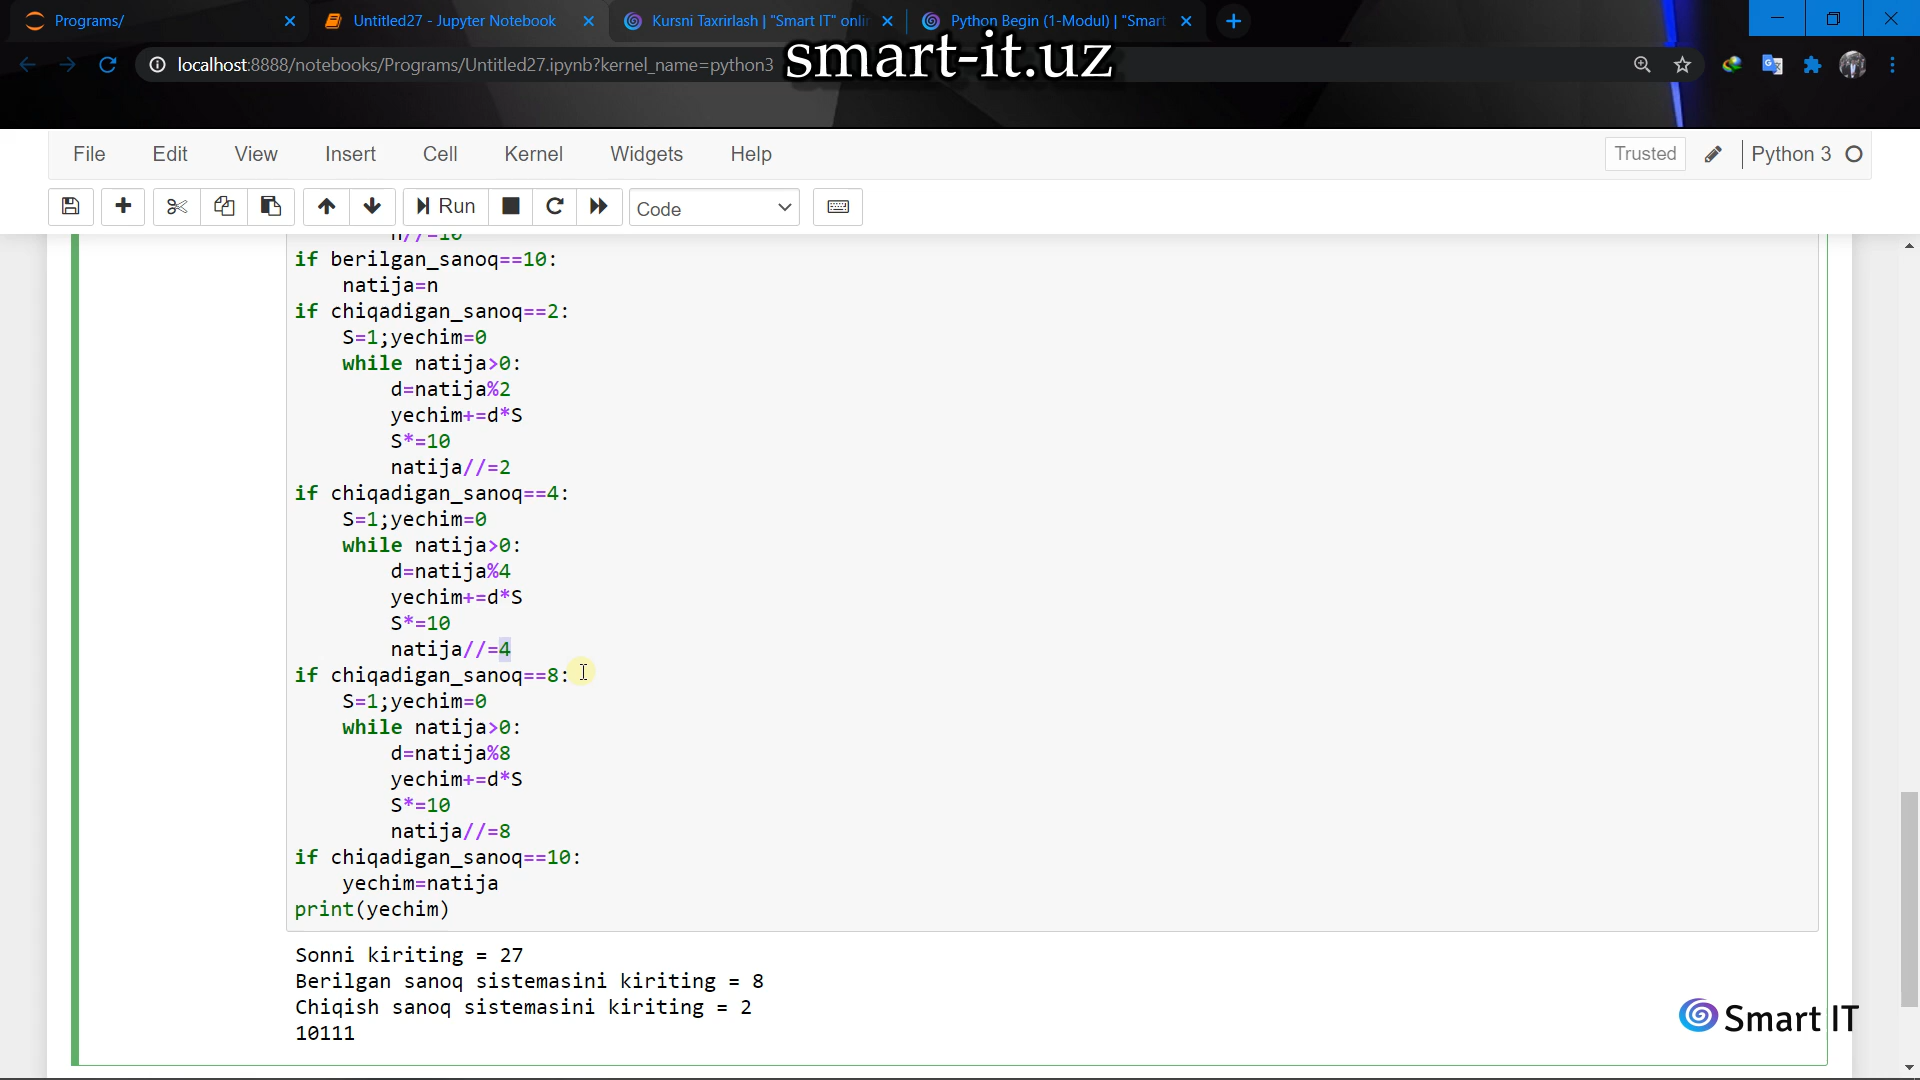 Programs/
Untitled27 - Jupyter Notebook
Kursni Taxrirlash | "Smart IT" onli
Python Begin (1-Modul) | "Smart
smart-it.uz
localhost:8888/notebooks/Programs/Untitled27.ipynb?kernel_name=python3
File Edit View Insert Cell Kernel Widgets Help
Trusted
Python 3
Run
Code
n//=10
if berilgan_sanoq==10:
    natija=n
if chiqadigan_sanoq==2:
    S=1;yechim=0
    while natija>0:
        d=natija%2
        yechim+=d*S
        S*=10
        natija//=2
if chiqadigan_sanoq==4:
    S=1;yechim=0
    while natija>0:
        d=natija%4
        yechim+=d*S
        S*=10
        natija//=4
if chiqadigan_sanoq==8:
    S=1;yechim=0
    while natija>0:
        d=natija%8
        yechim+=d*S
        S*=10
        natija//=8
if chiqadigan_sanoq==10:
    yechim=natija
print(yechim)
Sonni kiriting = 27
Berilgan sanoq sistemasini kiriting = 8
Chiqish sanoq sistemasini kiriting = 2
10111
Smart IT